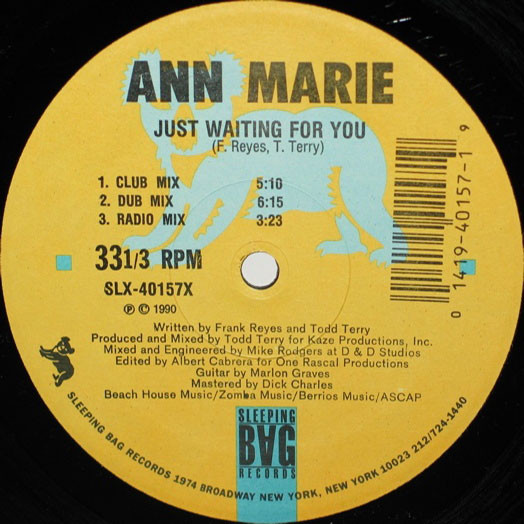 ANN MARIE
JUST WAITING FOR YOU
(F. Reyes, T. Terry)
1. CLUB MIX 5:10
2. DUB MIX 6:15
3. RADIO MIX 3:23
33 1/3 RPM
SLX-40157X
Ⓟ © 1990
0 1419-40157-1 9
Written by Frank Reyes and Todd Terry
Produced and Mixed by Todd Terry for Kaze Productions, Inc.
Mixed and Engineered by Mike Rodgers at D & D Studios
Edited by Albert Cabrera for One Rascal Productions
Guitar by Marlon Graves
Mastered by Dick Charles
Beach House Music/Zomba Music/Berrios Music/ASCAP
SLEEPING
BAG
RECORDS
SLEEPING BAG RECORDS 1974 BROADWAY NEW YORK, NEW YORK 10023 212/724-1440